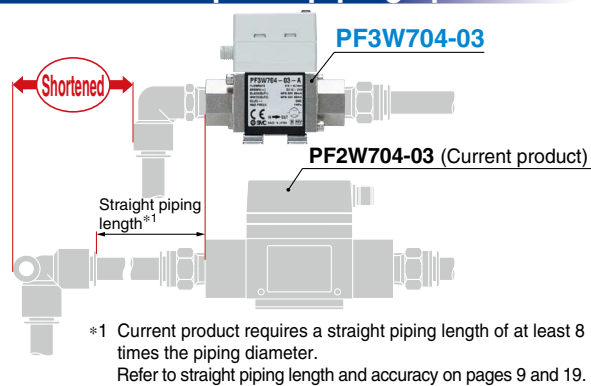 PF3W704-03
Shortened
PF3W704-03-A
PF2W704-03 (Current product)
Straight piping
length*1
*1 Current product requires a straight piping length of at least 8
times the piping diameter.
Refer to straight piping length and accuracy on pages 9 and 19.